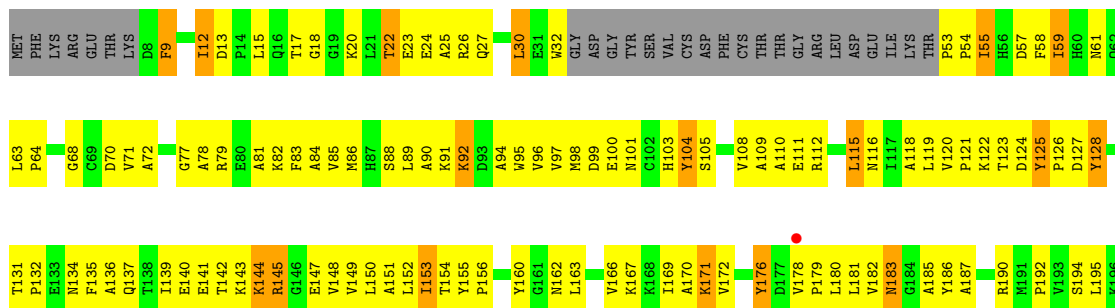 MET PHE LYS ARG GLU THR LYS D8 F9 I12 D13 P14 L15 Q16 T17 G18 G19 K20 L21 T22 E23 E24 A25 R26 Q27 L30 E31 W32 GLY ASP GLY TYR SER VAL CYS ASP PHE CYS THR THR GLY ARG LEU ASP GLU ILE LYS THR P53 P54 I55 H56 D57 F58 I59 H60 N61 D62
L63 P64 G68 C69 D70 V71 A72 G77 A78 R79 E80 A81 K82 F83 A84 V85 M86 H87 S88 L89 A90 K91 K92 D93 A94 W95 V96 V97 M98 D99 E100 N101 C102 H103 Y104 S105 V108 A109 A110 E111 R112 L115 N116 I117 A118 L119 V120 P121 K122 T123 D124 Y125 P126 D127 Y128
T131 P132 E133 N134 F135 A136 Q137 T138 I139 E140 E141 T142 K143 K144 R145 G146 E147 V148 V149 L150 A151 L152 I153 T154 Y155 P156 Y160 G161 N162 L163 V166 K167 K168 I169 A170 K171 V172 Y176 D177 V178 P179 L180 L181 V182 N183 G184 A185 Y186 A187 R190 M191 P192 V193 S194 L195 K196